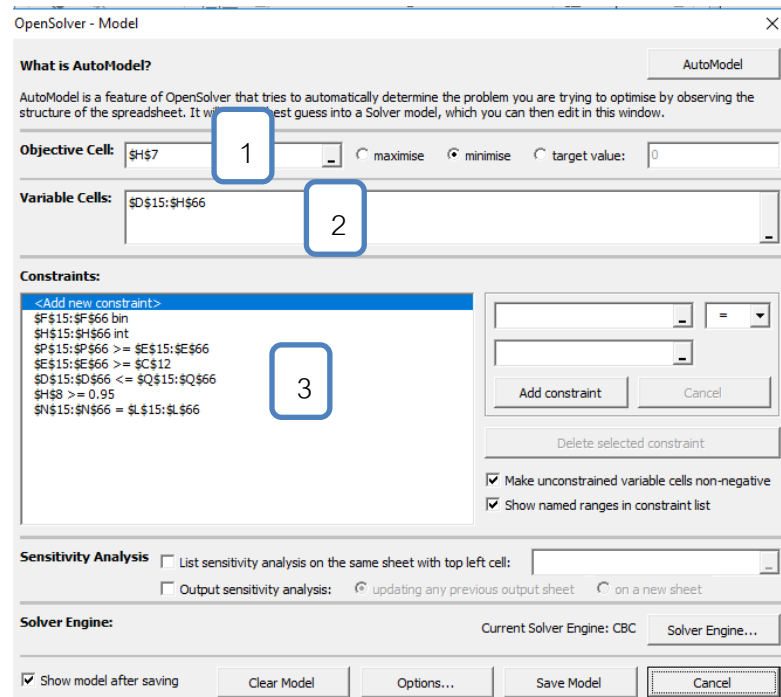 OpenSolver - Model
What is AutoModel?
AutoModel
AutoModel is a feature of OpenSolver that tries to automatically determine the problem you are trying to optimise by observing the
structure of the spreadsheet. It will est guess into a Solver model, which you can then edit in this window.
Objective Cell: $H$7 1 maximise minimise target value: 0
Variable Cells: $D$15:$H$66
2
Constraints:
<Add new constraint>
$F$15:$F$66 bin
$H$15:$H$66 int
$P$15:$P$66 >= $E$15:$E$66
$E$15:$E$66 >= $C$12
$D$15:$D$66 <= $Q$15:$Q$66
$H$8 >= 0.95
$N$15:$N$66 = $L$15:$L$66
3
=
Add constraint Cancel
Delete selected constraint
Make unconstrained variable cells non-negative
Show named ranges in constraint list
Sensitivity Analysis List sensitivity analysis on the same sheet with top left cell:
Output sensitivity analysis: updating any previous output sheet on a new sheet
Solver Engine: Current Solver Engine: CBC Solver Engine...
Show model after saving Clear Model Options... Save Model Cancel